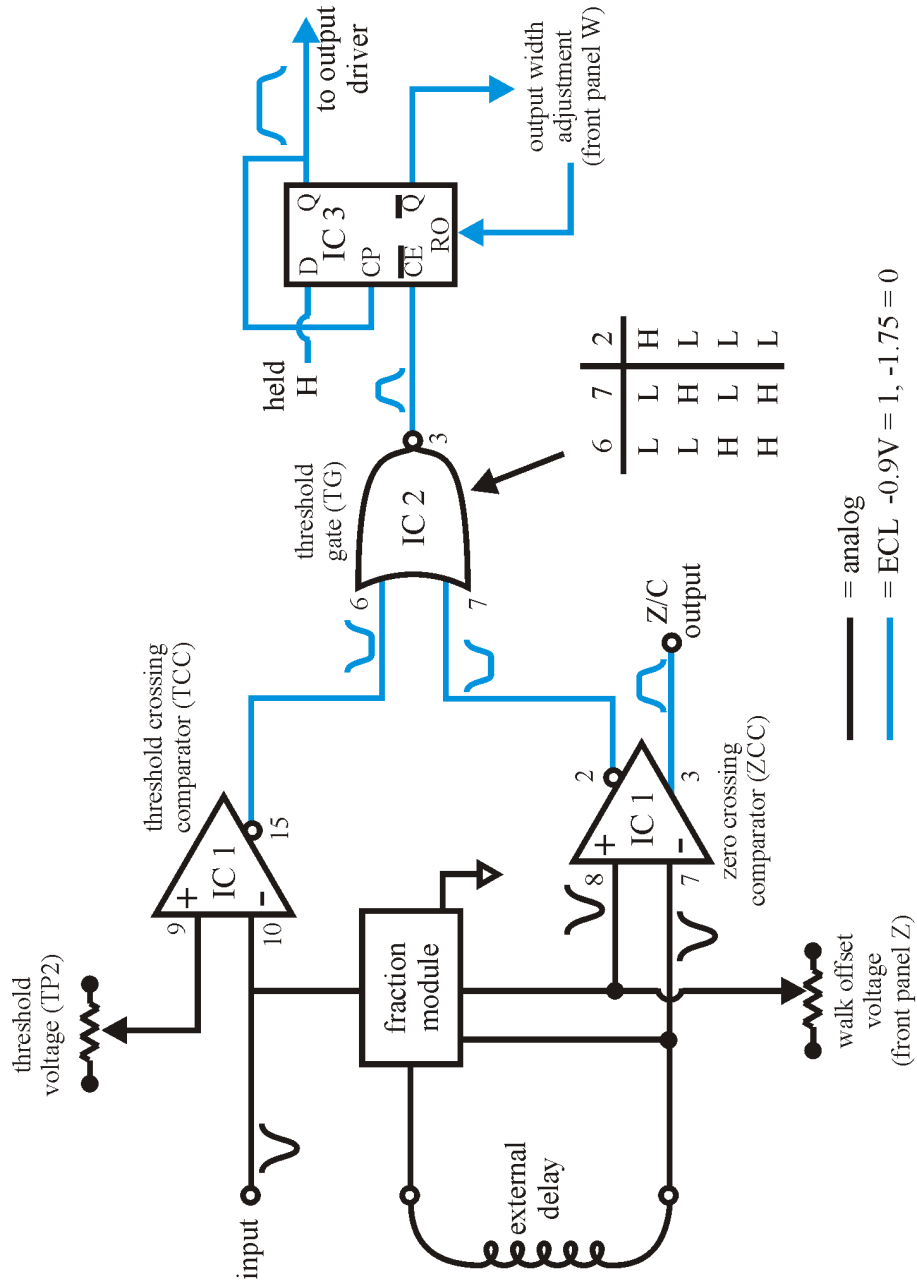 threshold
voltage (TP2)
threshold crossing
comparator (TCC)
9
+
IC 1
10
-
15
input
fraction
module
external
delay
8
+
IC 1
7
-
2
3
zero crossing
comparator (ZCC)
walk offset
voltage
(front panel Z)
Z/C
output
threshold
gate (TG)
6
7
IC 2
3
held
H
D
Q
IC 3
CP
CE
Q
RO
to output
driver
output width
adjustment
(front panel W)
6 7 2
L L H
L H L
H L L
H H L
= analog
= ECL -0.9V = 1, -1.75 = 0